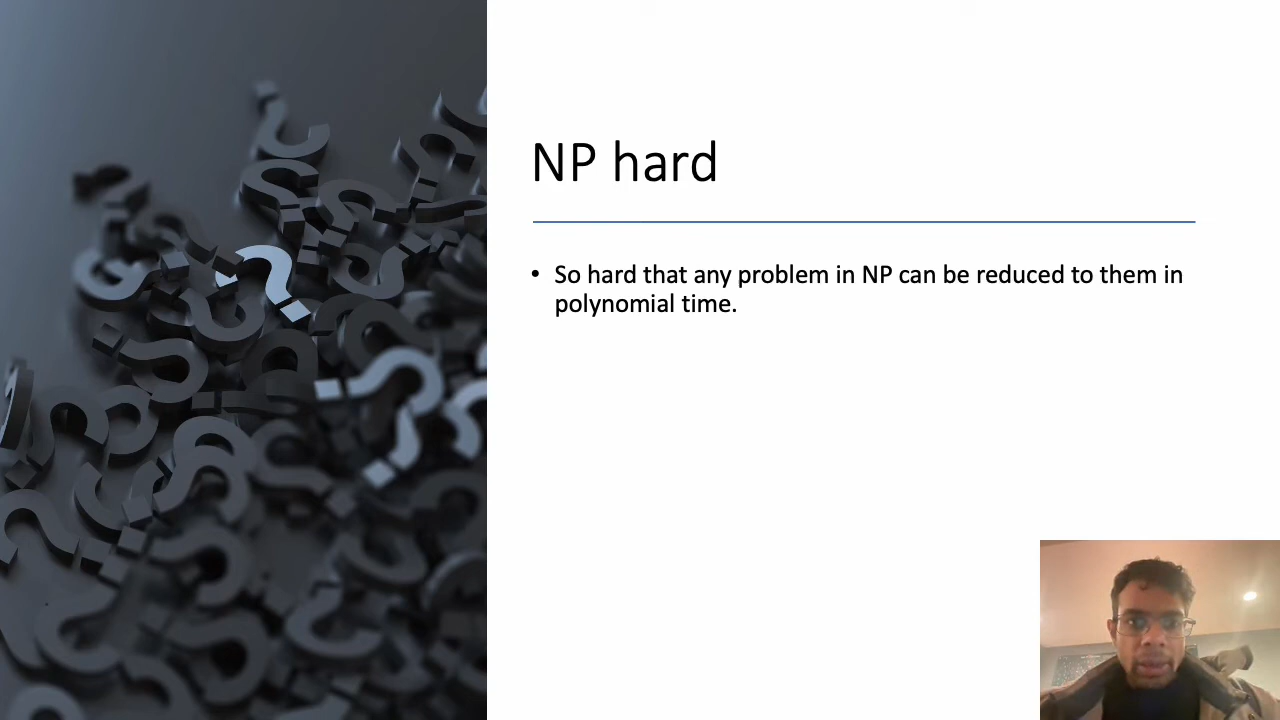 NP hard
• So hard that any problem in NP can be reduced to them in
polynomial time.